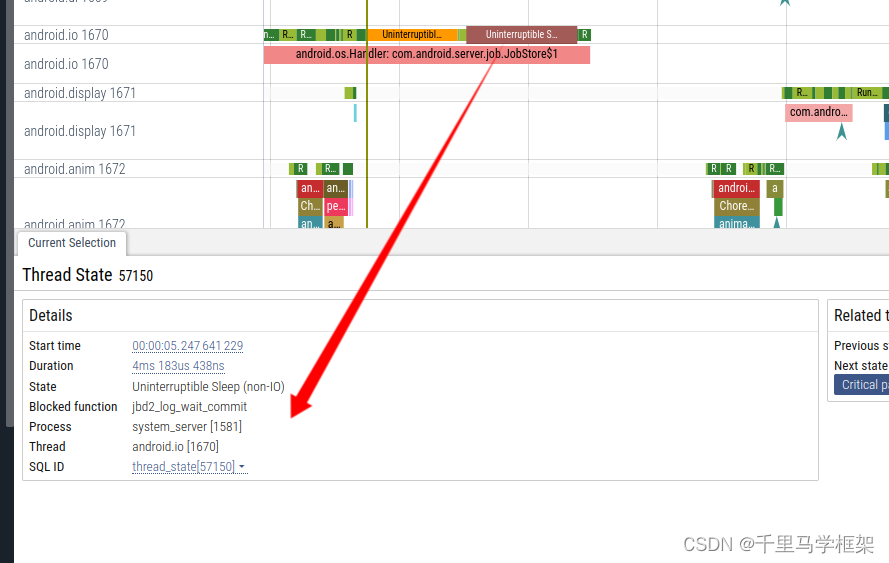 android.io 1670
n... R... R... R Uninterruptibl... Uninterruptible S... R
android.os.Handler: com.android.server.job.JobStore$1
android.io 1670
android.display 1671
R... Run...
com.andro...
android.display 1671
android.anim 1672
R R... R R R R...
an... an... androi... a
Ch... pe... Chore...
an... a... anima...
android.anim 1672
Current Selection
Thread State 57150
Details
Start time 00:00:05.247 641 229
Duration 4ms 183us 438ns
State Uninterruptible Sleep (non-IO)
Blocked function jbd2_log_wait_commit
Process system_server [1581]
Thread android.io [1670]
SQL ID thread_state[57150]
Related t
Previous s
Next state
Critical pa
CSDN @千里马学框架